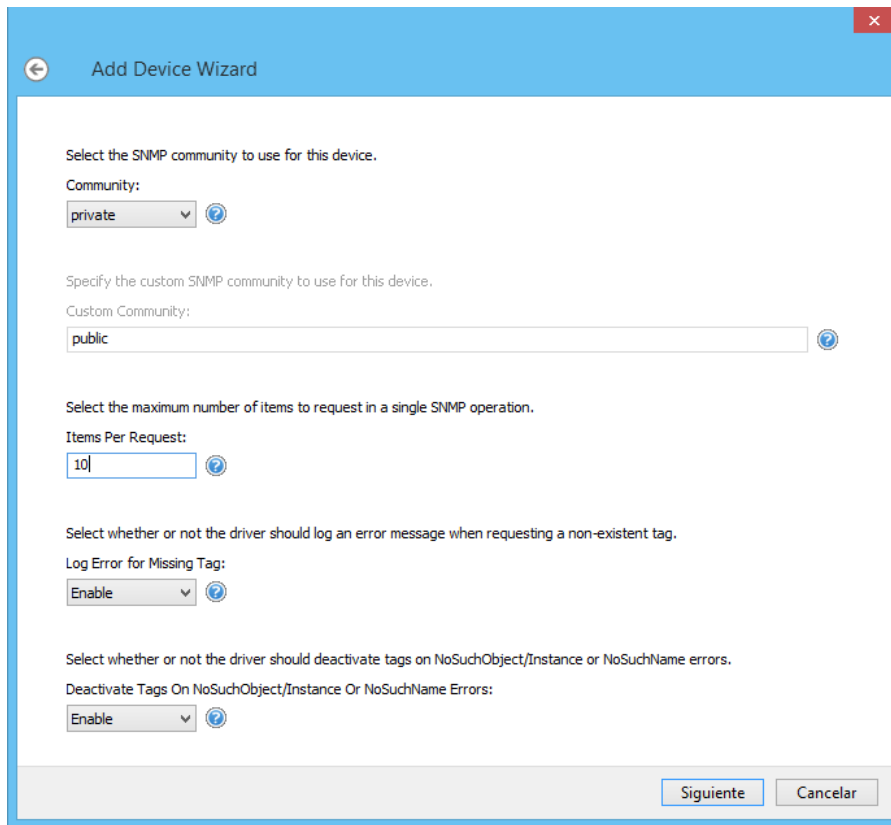 Add Device Wizard
Select the SNMP community to use for this device.
Community:
private
Specify the custom SNMP community to use for this device.
Custom Community:
public
Select the maximum number of items to request in a single SNMP operation.
Items Per Request:
10
Select whether or not the driver should log an error message when requesting a non-existent tag.
Log Error for Missing Tag:
Enable
Select whether or not the driver should deactivate tags on NoSuchObject/Instance or NoSuchName errors.
Deactivate Tags On NoSuchObject/Instance Or NoSuchName Errors:
Enable
Siguiente Cancelar